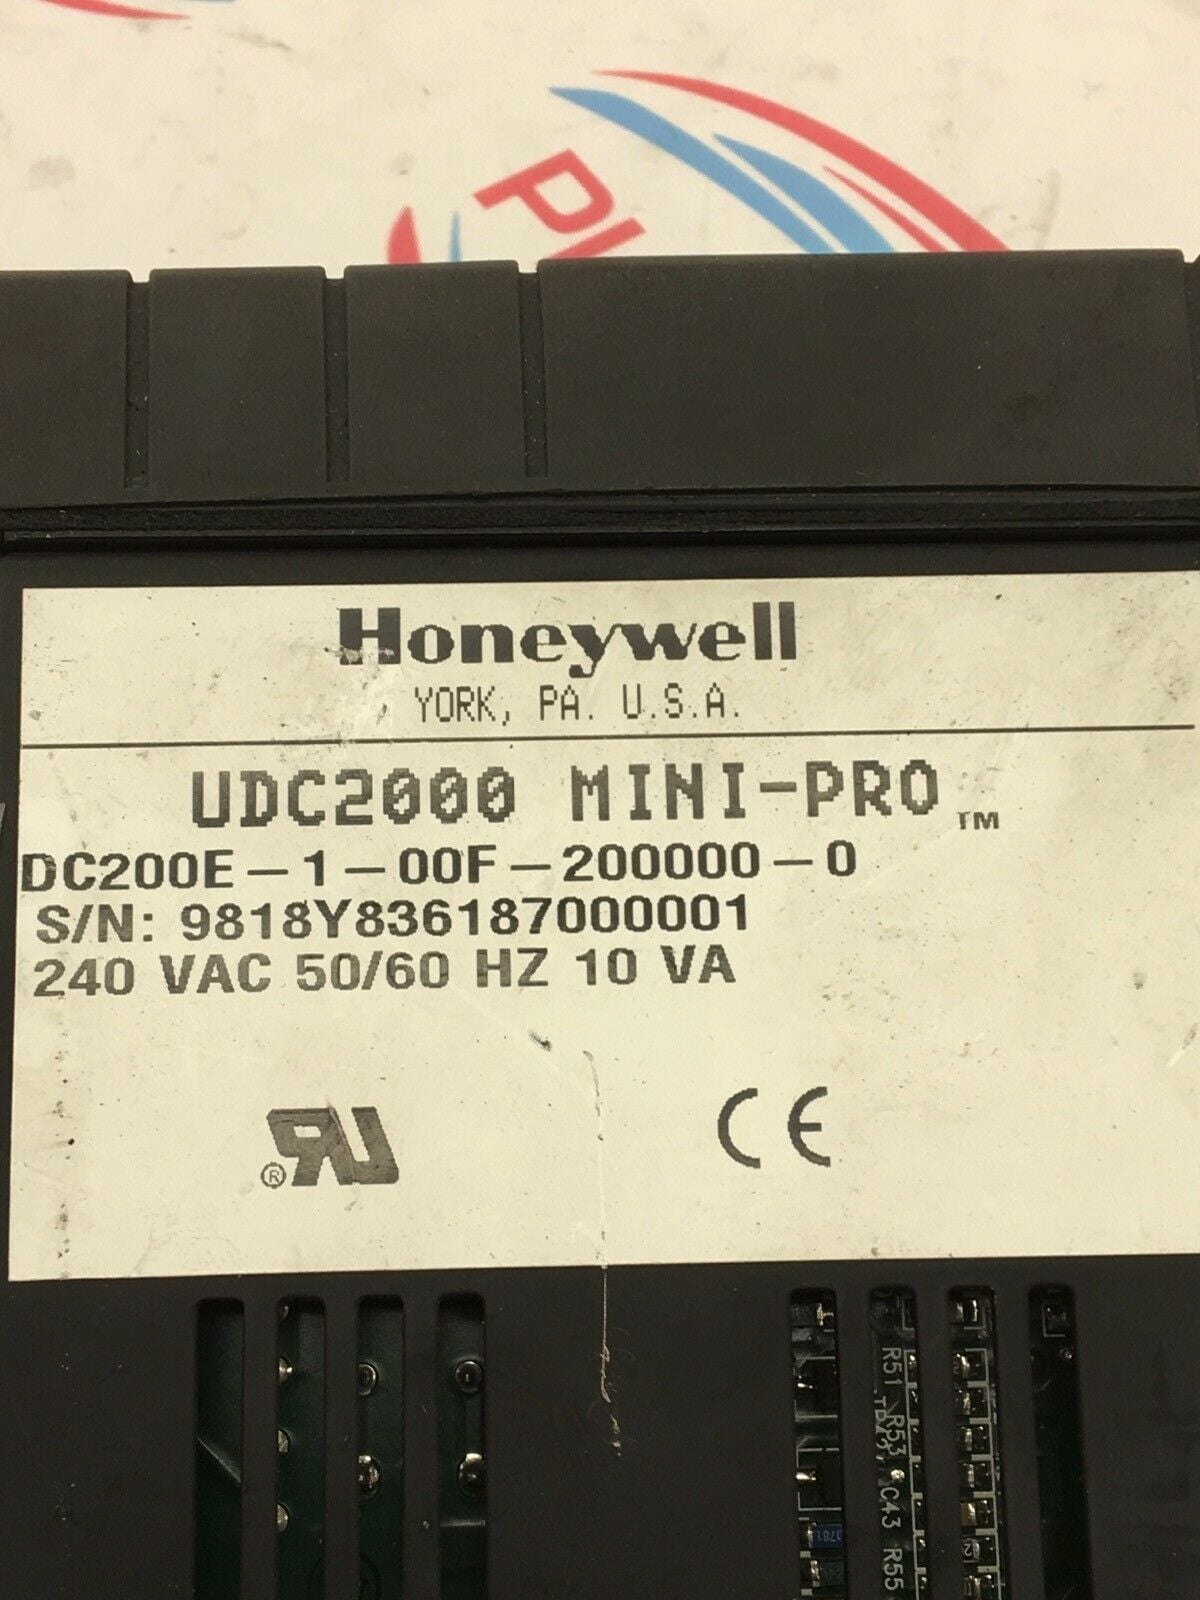 Honeywell
YORK, PA. U.S.A.
UDC2000 MINI-PRO™
DC200E-1-00F-200000-0
S/N: 9818Y836187000001
240 VAC 50/60 HZ 10 VA
®
CE
R51 R53
C43 R55